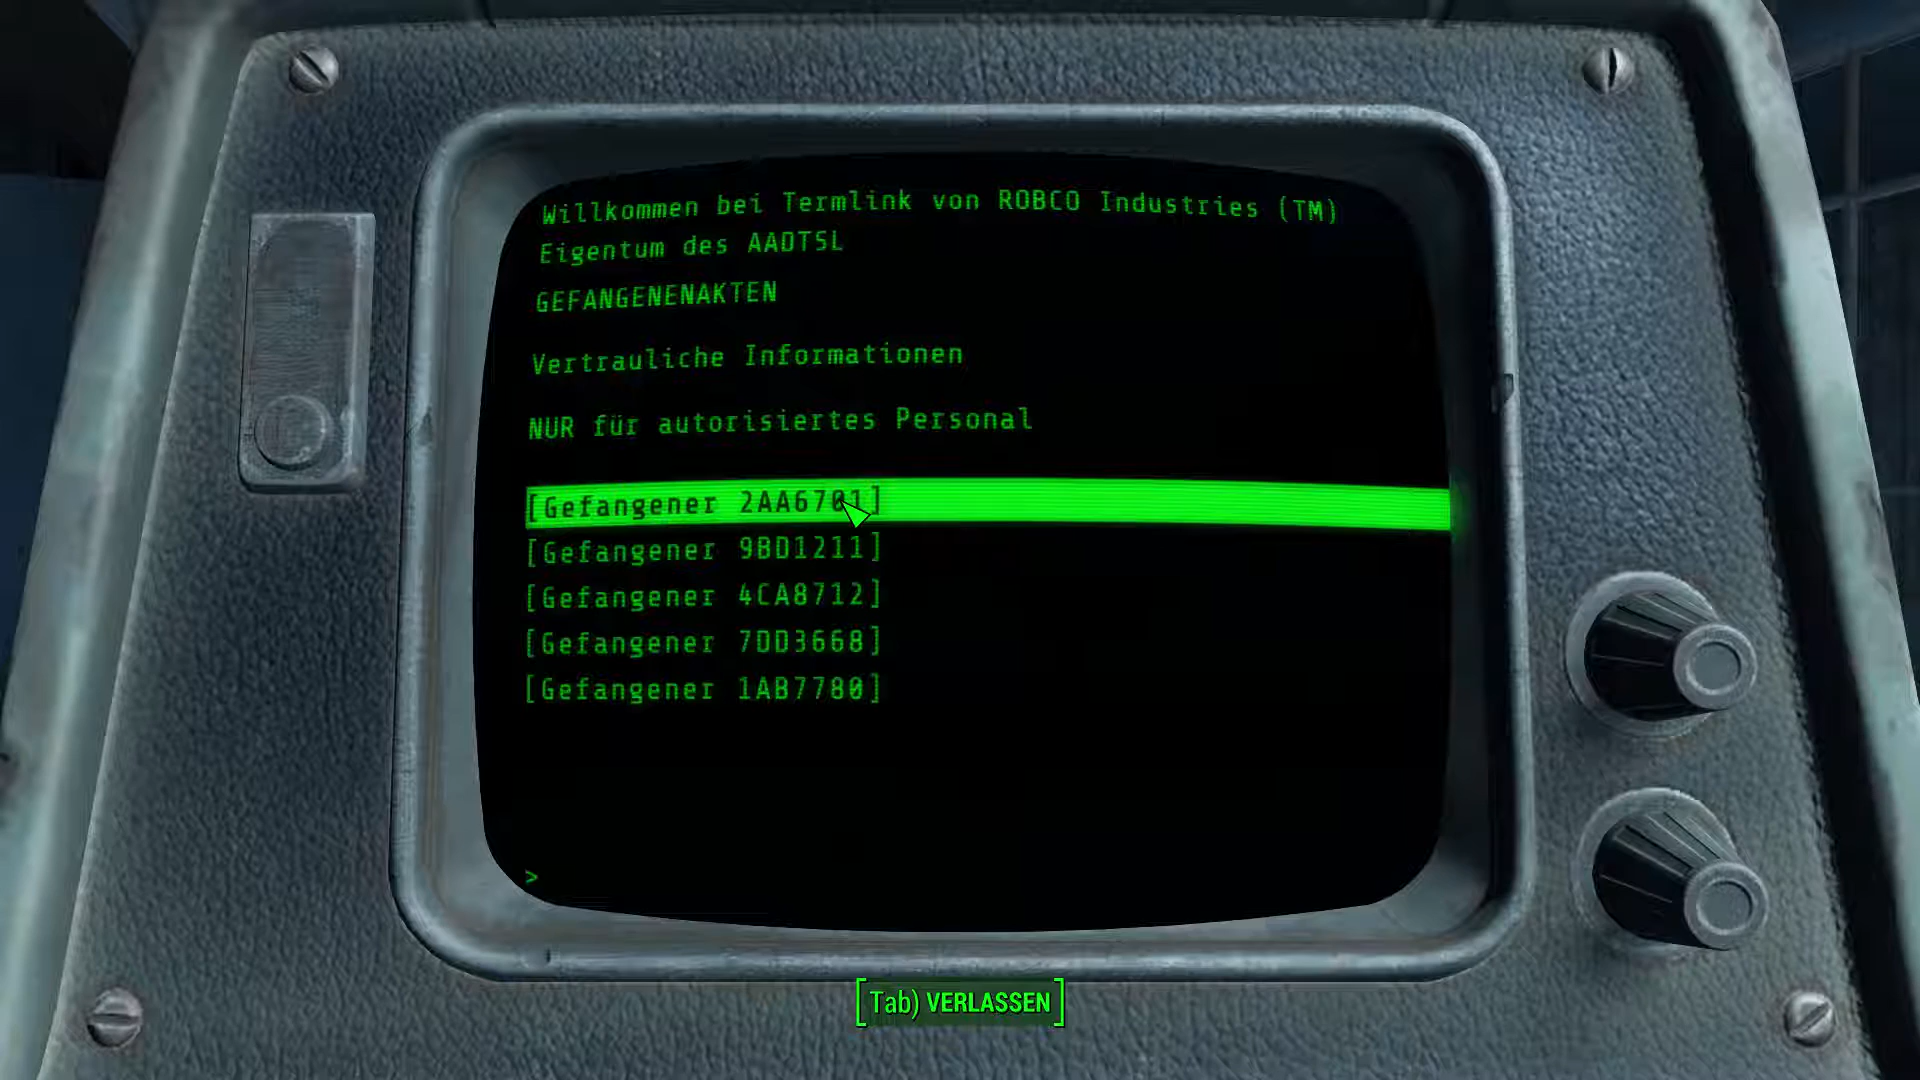 Willkommen bei Termlink von ROBCO Industries (TM)
Eigentum des AADTSL
GEFANGENENAKTEN
Vertrauliche Informationen
NUR für autorisiertes Personal
[Gefangener 2AA6701]
[Gefangener 9BD1211]
[Gefangener 4CA8712]
[Gefangener 7DD3668]
[Gefangener 1AB7780]
>
[Tab) VERLASSEN]